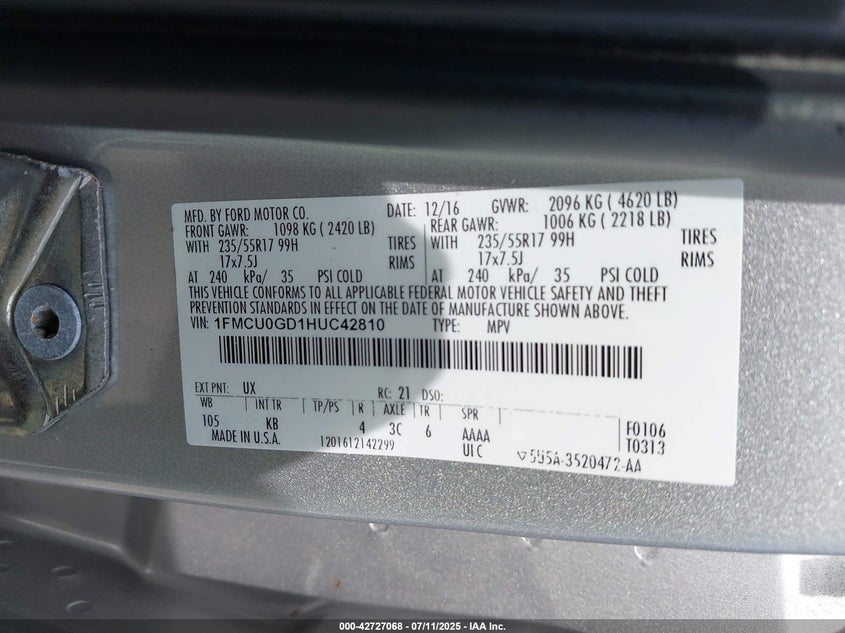 MFD. BY FORD MOTOR CO. DATE: 12/16 GVWR: 2096 KG ( 4620 LB)
FRONT GAWR: 1098 KG ( 2420 LB) REAR GAWR: 1006 KG ( 2218 LB)
WITH 235/55R17 99H TIRES WITH 235/55R17 99H TIRES
17x7.5J RIMS 17x7.5J RIMS
AT 240 kPa/ 35 PSI COLD AT 240 kPa/ 35 PSI COLD
THIS VEHICLE CONFORMS TO ALL APPLICABLE FEDERAL MOTOR VEHICLE SAFETY AND THEFT
PREVENTION STANDARDS IN EFFECT ON THE DATE OF MANUFACTURE SHOWN ABOVE.
VIN: 1FMCU0GD1HUC42810 TYPE: MPV
EXT PNT: UX RC: 21 DSO:
WB INT TR TP/PS R AXLE TR SPR
105 KB 4 3C 6 AAAA F0106
MADE IN U.S.A. 1201612142299 UI C T0313
5U5A-3520472-AA
000-42727068 - 07/11/2025 - IAA Inc.